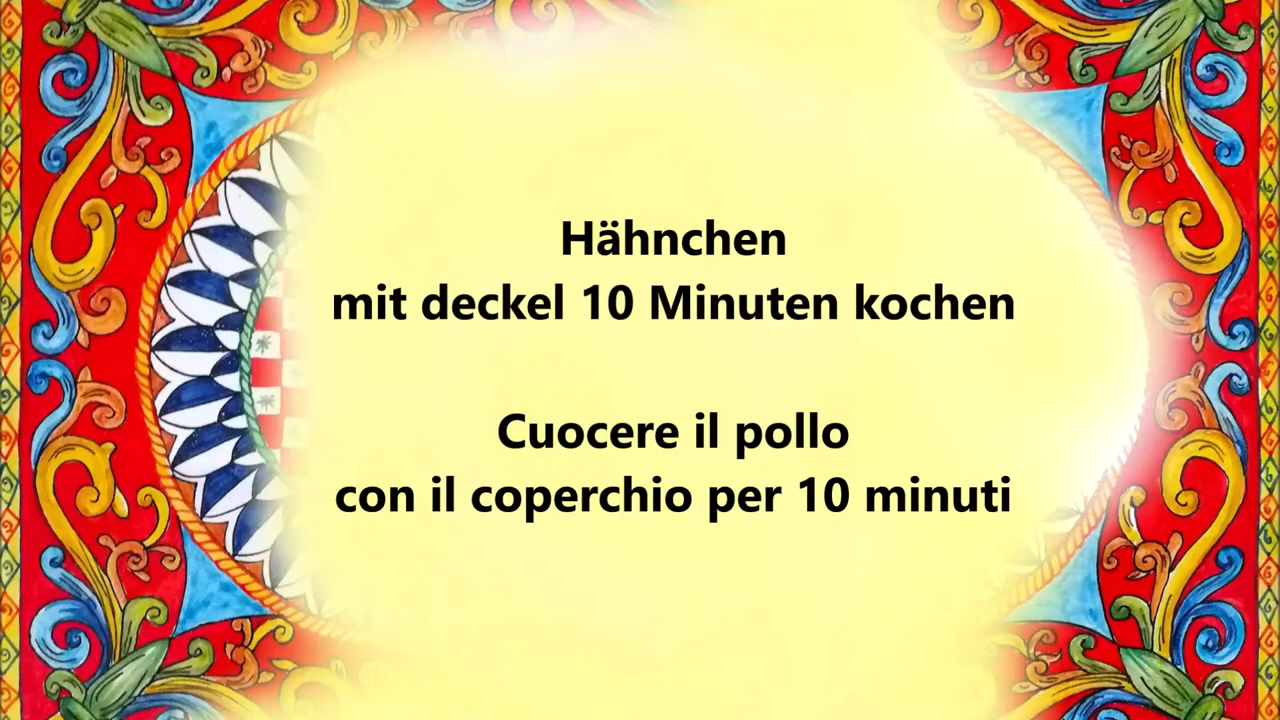 Hähnchen
mit deckel 10 Minuten kochen
Cuocere il pollo
con il coperchio per 10 minuti